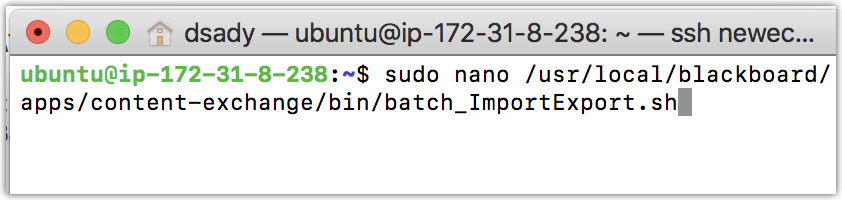 dsady — ubuntu@ip-172-31-8-238: ~ — ssh newec...
ubuntu@ip-172-31-8-238:~$ sudo nano /usr/local/blackboard/
apps/content-exchange/bin/batch_ImportExport.sh